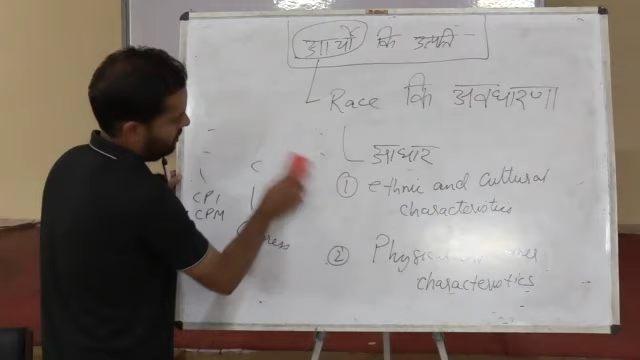 आर्यो कि उत्पत्ति
Race कि अवधारणा
आधार
① ethnic and Cultural
characteristics
② Physical
characteristics
C
CPI
CPM